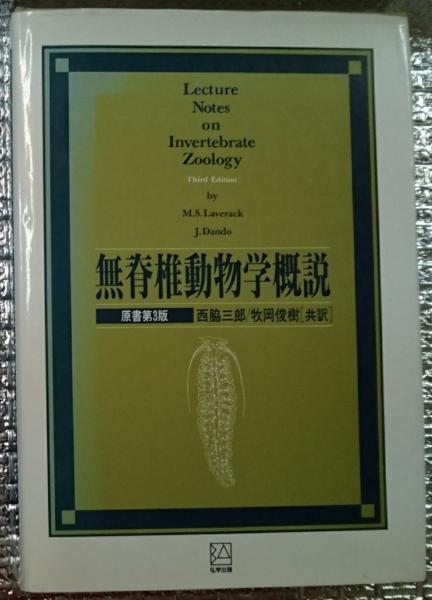 Lecture
Notes
on
Invertebrate
Zoology
[Third Edition]
by
M.S.Laverack
J.Dando
無脊椎動物学概説
原書第3版 西脇三郎/牧岡俊樹[共訳]
弘学出版